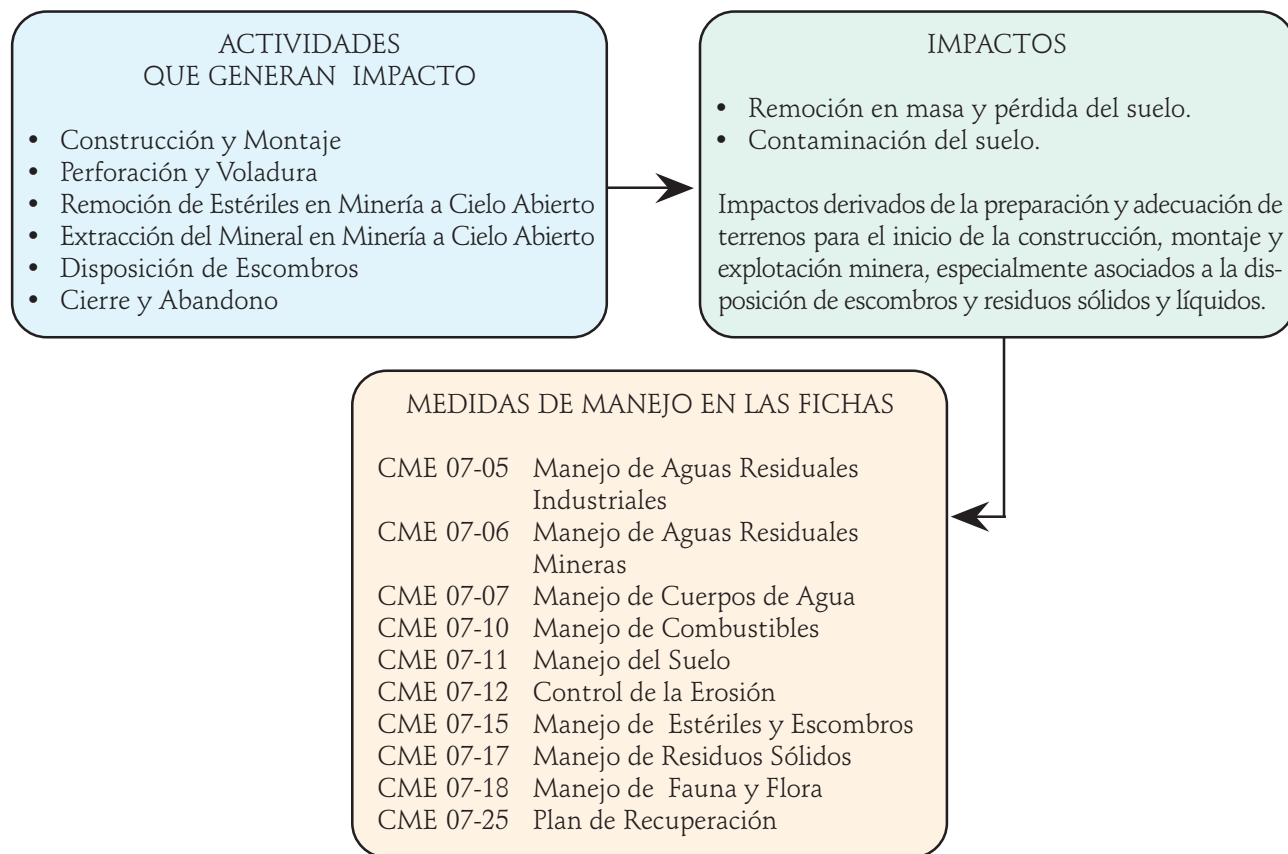 ACTIVIDADES
QUE GENERAN IMPACTO
• Construcción y Montaje
• Perforación y Voladura
• Remoción de Estériles en Minería a Cielo Abierto
• Extracción del Mineral en Minería a Cielo Abierto
• Disposición de Escombros
• Cierre y Abandono
IMPACTOS
• Remoción en masa y pérdida del suelo.
• Contaminación del suelo.
Impactos derivados de la preparación y adecuación de
terrenos para el inicio de la construcción, montaje y
explotación minera, especialmente asociados a la dis-
posición de escombros y residuos sólidos y líquidos.
MEDIDAS DE MANEJO EN LAS FICHAS
CME 07-05 Manejo de Aguas Residuales
Industriales
CME 07-06 Manejo de Aguas Residuales
Mineras
CME 07-07 Manejo de Cuerpos de Agua
CME 07-10 Manejo de Combustibles
CME 07-11 Manejo del Suelo
CME 07-12 Control de la Erosión
CME 07-15 Manejo de Estériles y Escombros
CME 07-17 Manejo de Residuos Sólidos
CME 07-18 Manejo de Fauna y Flora
CME 07-25 Plan de Recuperación